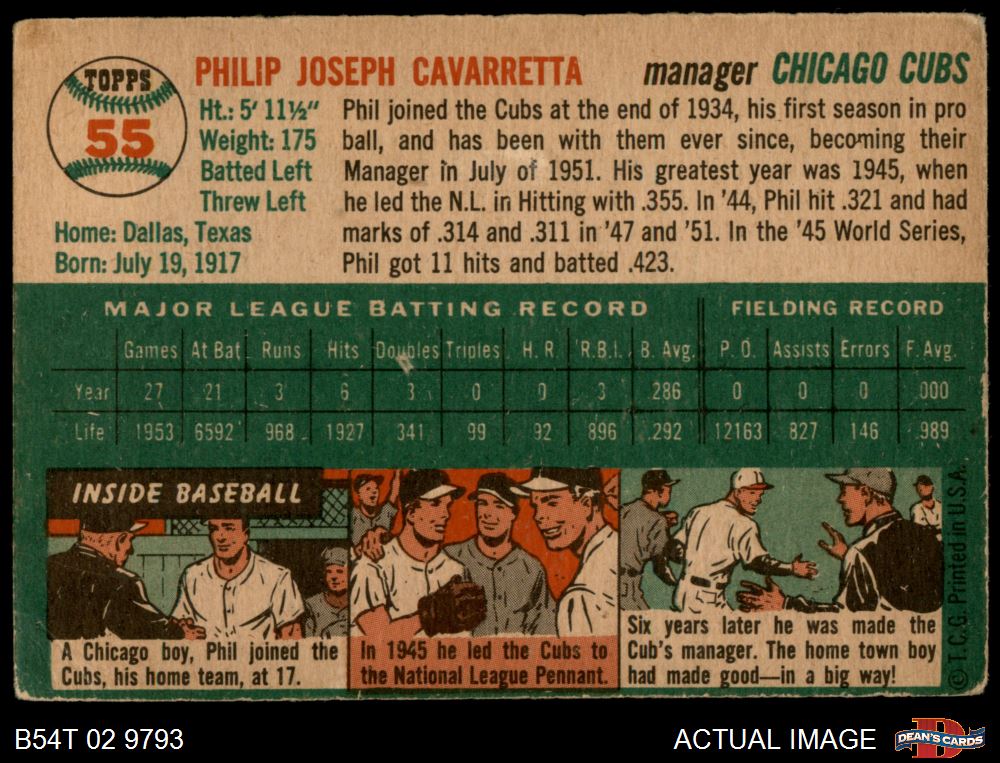 TOPPS
55
PHILIP JOSEPH CAVARRETTA manager CHICAGO CUBS
Ht.: 5' 11½"
Weight: 175
Batted Left
Threw Left
Home: Dallas, Texas
Born: July 19, 1917
Phil joined the Cubs at the end of 1934, his first season in pro
ball, and has been with them ever since, becoming their
Manager in July of 1951. His greatest year was 1945, when
he led the N.L. in Hitting with .355. In '44, Phil hit .321 and had
marks of .314 and .311 in '47 and '51. In the '45 World Series,
Phil got 11 hits and batted .423.
MAJOR LEAGUE BATTING RECORD FIELDING RECORD
Games At Bat Runs Hits Doubles Triples H. R. R.B.I. B. Avg. P. O. Assists Errors F. Avg.
Year 27 21 3 6 3 0 0 3 .286 0 0 0 .000
Life 1953 6592 968 1927 341 99 92 896 .292 12163 827 146 .989
INSIDE BASEBALL
A Chicago boy, Phil joined the
Cubs, his home team, at 17.
In 1945 he led the Cubs to
the National League Pennant.
Six years later he was made the
Cub's manager. The home town boy
had made good—in a big way!
© T.C.G. Printed in U.S.A.
B54T 02 9793 ACTUAL IMAGE
DEAN'S CARDS